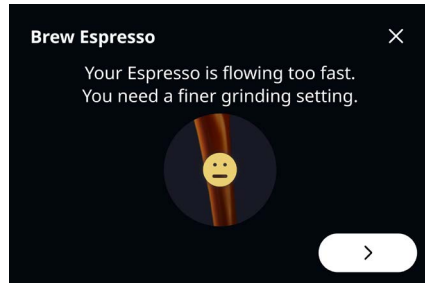 Brew Espresso
Your Espresso is flowing too fast.
You need a finer grinding setting.